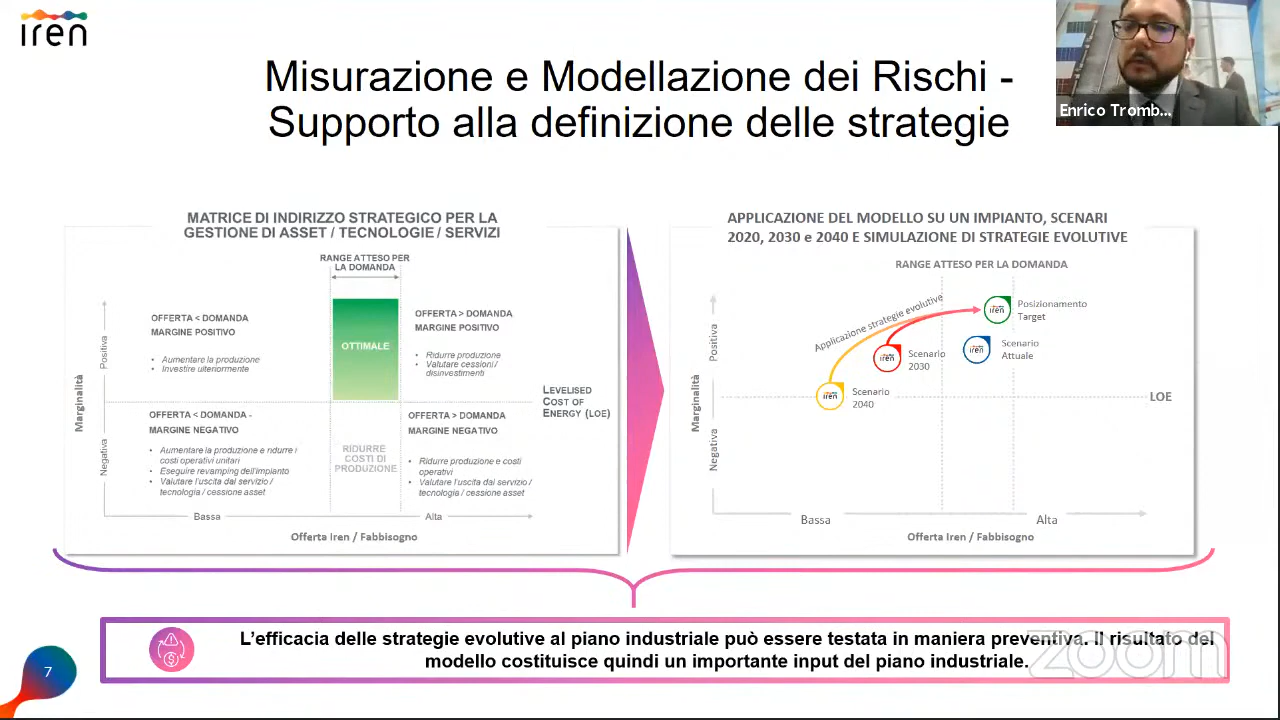 iren
Misurazione e Modellazione dei Rischi -
Supporto alla definizione delle strategie
Enrico Tromb...
MATRICE DI INDIRIZZO STRATEGICO PER LA
GESTIONE DI ASSET / TECNOLOGIE / SERVIZI
RANGE ATTESO PER
LA DOMANDA
OFFERTA < DOMANDA
MARGINE POSITIVO
• Aumentare la produzione
• Investire ulteriormente
OTTIMALE
OFFERTA > DOMANDA
MARGINE POSITIVO
• Ridurre produzione
• Valutare cessioni/
disinvestimenti
Marginalità
Positiva
Negativa
LEVELISED
COST OF
ENERGY (LOE)
OFFERTA < DOMANDA -
MARGINE NEGATIVO
• Aumentare la produzione e ridurre i
costi operativi unitari
• Eseguire revamping dell'impianto
• Valutare l'uscita dal servizio /
tecnologia / cessione asset
RIDURRE
COSTI DI
PRODUZIONE
OFFERTA > DOMANDA
MARGINE NEGATIVO
• Ridurre produzione e costi
operativi
• Valutare l'uscita dal servizio /
tecnologia / cessione asset
Bassa
Alta
Offerta Iren / Fabbisogno
APPLICAZIONE DEL MODELLO SU UN IMPIANTO, SCENARI
2020, 2030 e 2040 E SIMULAZIONE DI STRATEGIE EVOLUTIVE
RANGE ATTESO PER LA DOMANDA
Marginalità
Positiva
Negativa
Applicazione strategie evolutive
iren
Posizionamento
Target
iren
Scenario
Attuale
iren
Scenario
2030
iren
Scenario
2040
LOE
Bassa
Alta
Offerta Iren / Fabbisogno
L'efficacia delle strategie evolutive al piano industriale può essere testata in maniera preventiva. Il risultato del
modello costituisce quindi un importante input del piano industriale.
zoom
7